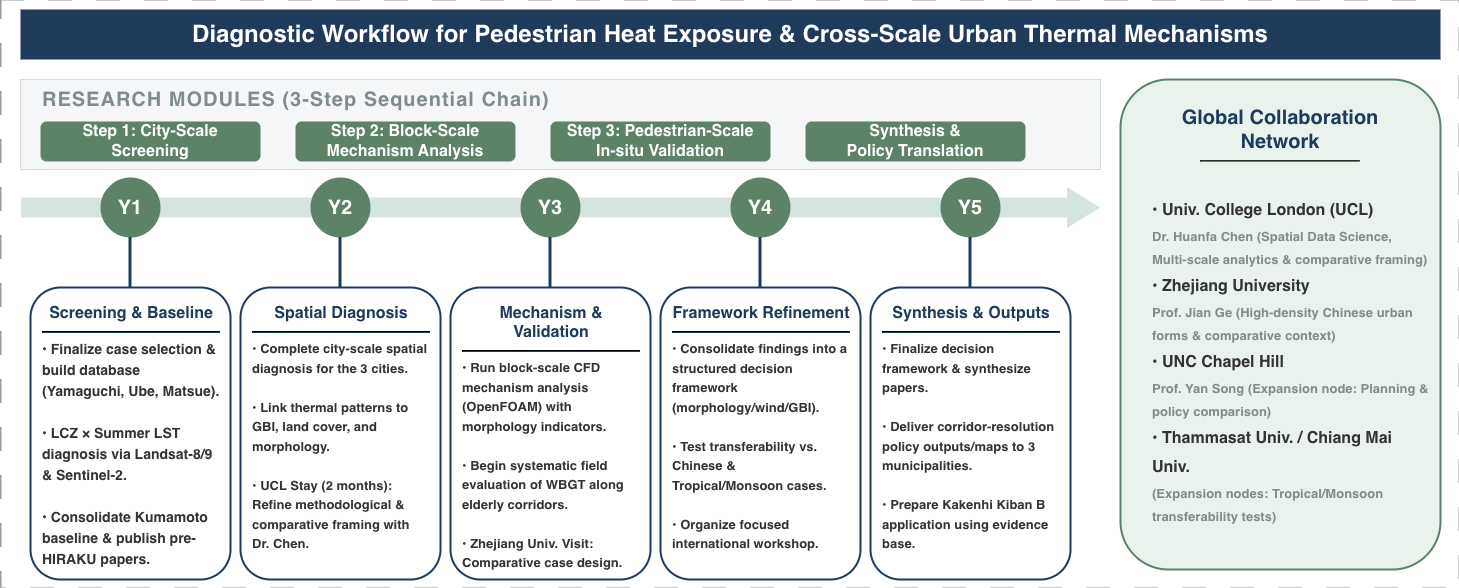 Diagnostic Workflow for Pedestrian Heat Exposure & Cross-Scale Urban Thermal Mechanisms
RESEARCH MODULES (3-Step Sequential Chain)
Step 1: City-Scale
Screening
Step 2: Block-Scale
Mechanism Analysis
Step 3: Pedestrian-Scale
In-situ Validation
Synthesis &
Policy Translation
Y1
Y2
Y3
Y4
Y5
Screening & Baseline
· Finalize case selection &
build database
(Yamaguchi, Ube, Matsue).
· LCZ × Summer LST
diagnosis via Landsat-8/9
& Sentinel-2.
· Consolidate Kumamoto
baseline & publish pre-
HIRAKU papers.
Spatial Diagnosis
· Complete city-scale spatial
diagnosis for the 3 cities.
· Link thermal patterns to
GBI, land cover, and
morphology.
· UCL Stay (2 months):
Refine methodological &
comparative framing with
Dr. Chen.
Mechanism &
Validation
· Run block-scale CFD
mechanism analysis
(OpenFOAM) with
morphology indicators.
· Begin systematic field
evaluation of WBGT along
elderly corridors.
· Zhejiang Univ. Visit:
Comparative case design.
Framework Refinement
· Consolidate findings into a
structured decision
framework
(morphology/wind/GBI).
· Test transferability vs.
Chinese &
Tropical/Monsoon cases.
· Organize focused
international workshop.
Synthesis & Outputs
· Finalize decision
framework & synthesize
papers.
· Deliver corridor-resolution
policy outputs/maps to 3
municipalities.
· Prepare Kakenhi Kiban B
application using evidence
base.
Global Collaboration
Network
· Univ. College London (UCL)
Dr. Huanfa Chen (Spatial Data Science,
Multi-scale analytics & comparative framing)
· Zhejiang University
Prof. Jian Ge (High-density Chinese urban
forms & comparative context)
· UNC Chapel Hill
Prof. Yan Song (Expansion node: Planning &
policy comparison)
· Thammasat Univ. / Chiang Mai
Univ.
(Expansion nodes: Tropical/Monsoon
transferability tests)